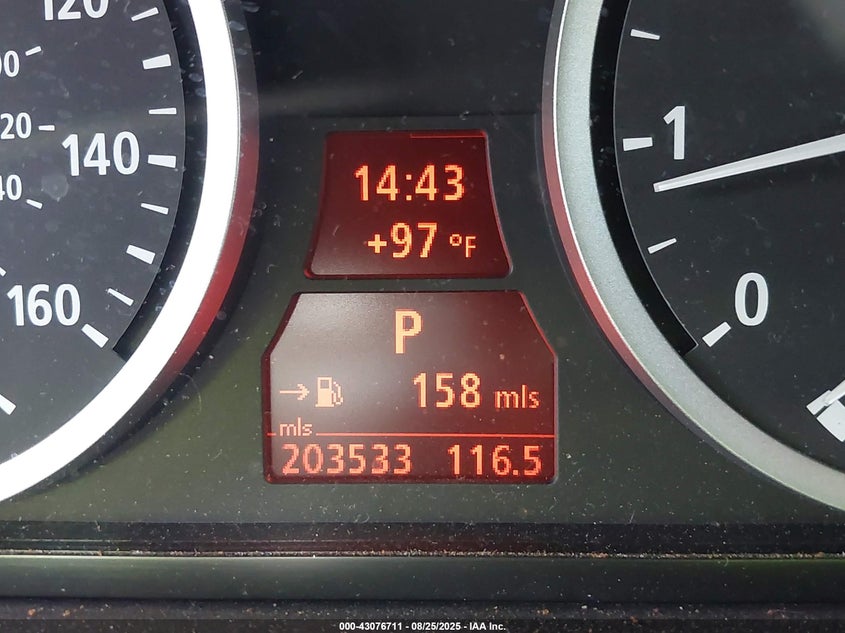 120
140
160
14:43
+97 °F
P
→ 158 mls
mls
203533 116.5
1
0
000-43076711 - 08/25/2025 - IAA Inc.